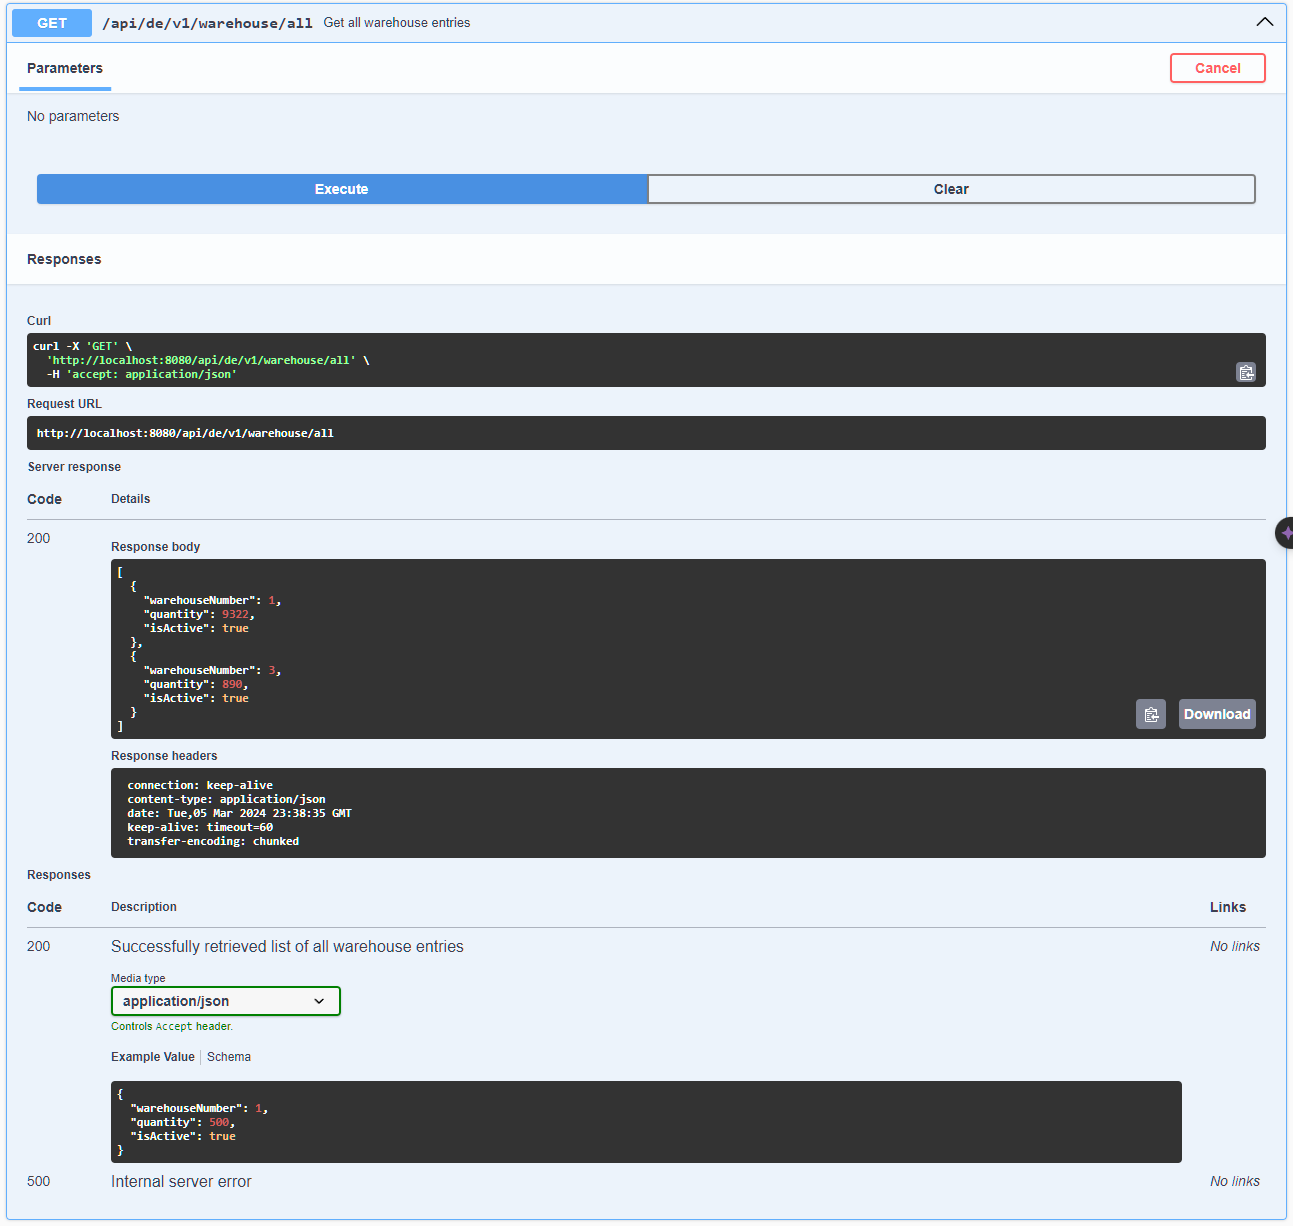 GET /api/de/v1/warehouse/all Get all warehouse entries
Parameters
Cancel
No parameters
Execute
Clear
Responses
Curl
curl -X 'GET' \
  'http://localhost:8080/api/de/v1/warehouse/all' \
  -H 'accept: application/json'
Request URL
http://localhost:8080/api/de/v1/warehouse/all
Server response
Code Details
200
Response body
[
  {
    "warehouseNumber": 1,
    "quantity": 9322,
    "isActive": true
  },
  {
    "warehouseNumber": 3,
    "quantity": 890,
    "isActive": true
  }
]
Download
Response headers
connection: keep-alive
content-type: application/json
date: Tue,05 Mar 2024 23:38:35 GMT
keep-alive: timeout=60
transfer-encoding: chunked
Responses
Code Description Links
200 Successfully retrieved list of all warehouse entries No links
Media type
application/json
Controls Accept header.
Example Value Schema
{
  "warehouseNumber": 1,
  "quantity": 500,
  "isActive": true
}
500 Internal server error No links